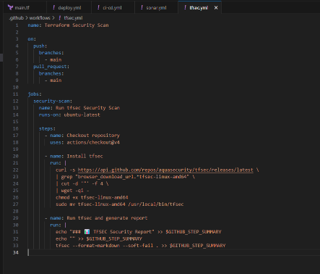 main.tf deploy.yml ci-cd.yml tfsec.yml
.github > workflows > tfsec.yml
1 name: Terraform Security Scan
2
3 on:
4 push:
5 branches:
6 - main
7 pull_request:
8 branches:
9 - main
10
11 jobs:
12 security-scan:
13 name: Run tfsec Security Scan
14 runs-on: ubuntu-latest
15
16 steps:
17 - name: Checkout repository
18 uses: actions/checkout@v4
19
20 - name: Install tfsec
21 run: |
22 curl -s https://api.github.com/repos/aquasecurity/tfsec/releases/latest \
23 | grep "browser_download_url.*tfsec-linux-amd64" \
24 | cut -d '"' -f 4 \
25 | wget -qi -
26 chmod +x tfsec-linux-amd64
27 sudo mv tfsec-linux-amd64 /usr/local/bin/tfsec
28
29 - name: Run tfsec and generate report
30 run: |
31 echo "### 📊 TFSEC Security Report" >> $GITHUB_STEP_SUMMARY
32 echo "" >> $GITHUB_STEP_SUMMARY
33 tfsec --format=markdown --soft-fail . >> $GITHUB_STEP_SUMMARY